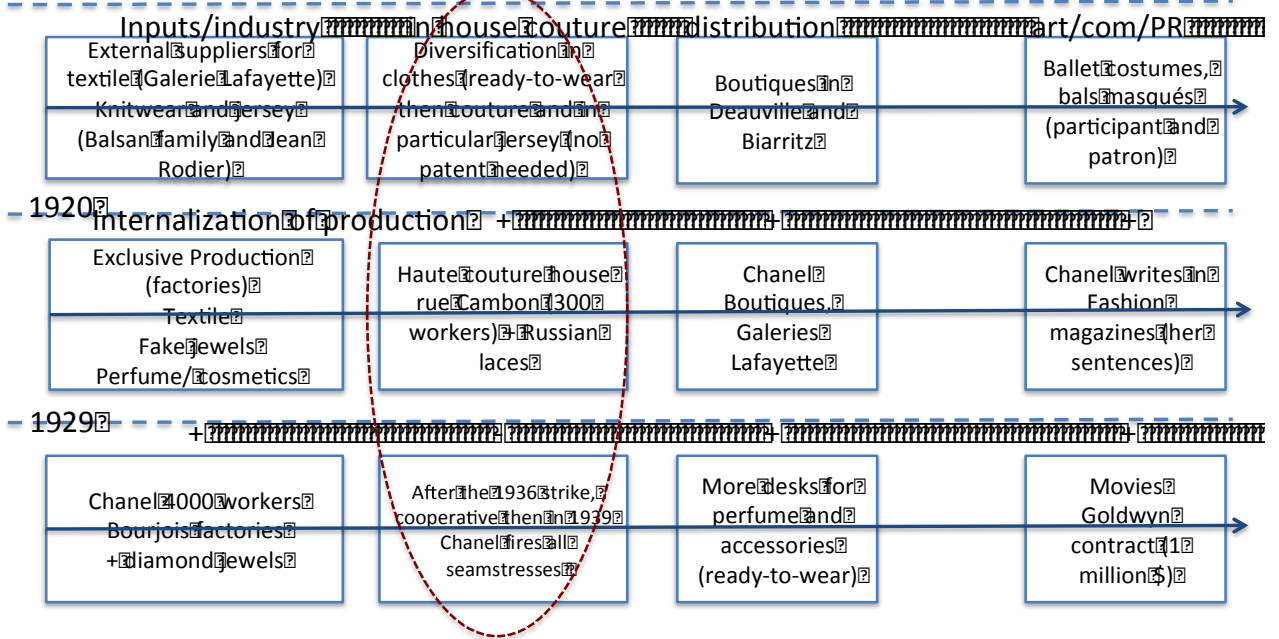 Inputs/industry in house couture distribution art/com/PR
External suppliers for
textile (Galerie Lafayette)
Knitwear and jersey
(Balsan family and Jean
Rodier)
Diversification in
clothes (ready-to-wear
then couture and in
particular jersey (no
patent needed)
Boutiques in
Deauville and
Biarritz
Ballet costumes,
bals masqués
(participant and
patron)
1920
Internalization of production + + +
Exclusive Production
(factories)
Textile
Fake jewels
Perfume/ cosmetics
Haute couture house
rue Cambon (300
workers) + Russian
laces
Chanel
Boutiques,
Galeries
Lafayette
Chanel writes in
Fashion
magazines (her
sentences)
1929
+ - + +
Chanel 4000 workers
Bourjois factories
+ diamond jewels
After the 1936 strike,
cooperative then in 1939
Chanel fires all
seamstresses
More desks for
perfume and
accessories
(ready-to-wear)
Movies
Goldwyn
contract (1
million $)